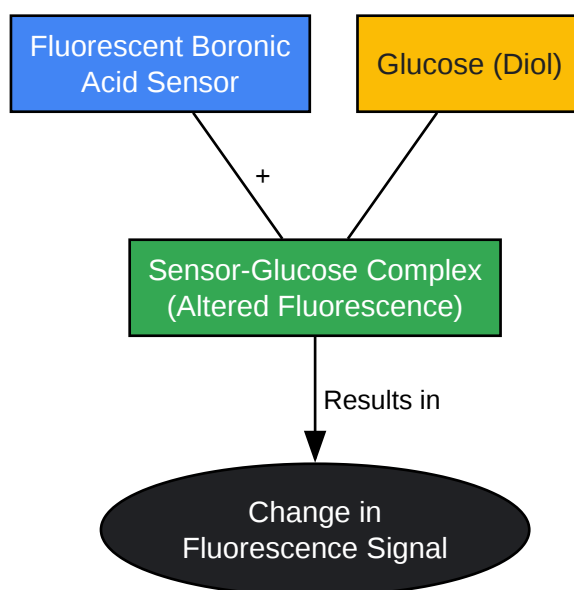 Fluorescent Boronic
Acid Sensor
Glucose (Diol)
+
Sensor-Glucose Complex
(Altered Fluorescence)
Results in
Change in
Fluorescence Signal